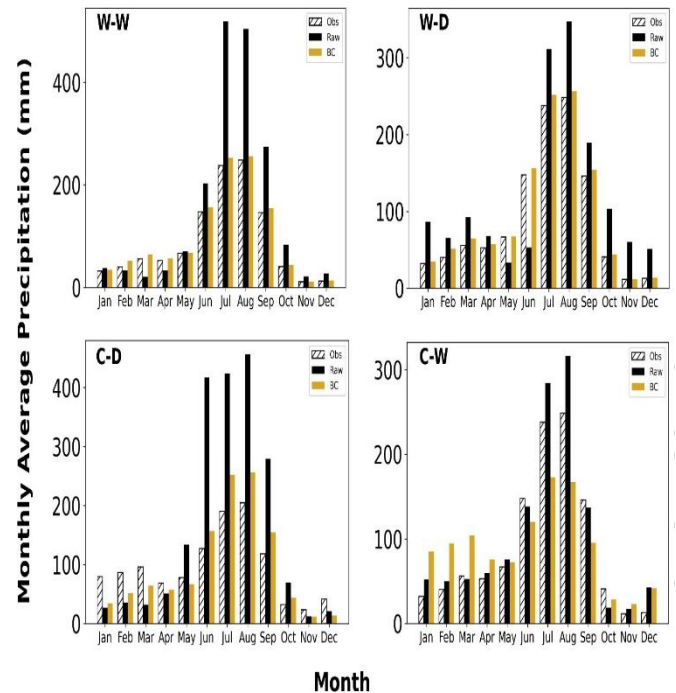 Monthly Average Precipitation (mm)
W-W
Obs
Raw
BC
400
200
0
Jan Feb Mar Apr May Jun Jul Aug Sep Oct Nov Dec
W-D
Obs
Raw
BC
300
200
100
0
Jan Feb Mar Apr May Jun Jul Aug Sep Oct Nov Dec
C-D
Obs
Raw
BC
400
300
200
100
0
Jan Feb Mar Apr May Jun Jul Aug Sep Oct Nov Dec
C-W
Obs
Raw
BC
300
200
100
0
Jan Feb Mar Apr May Jun Jul Aug Sep Oct Nov Dec
Month